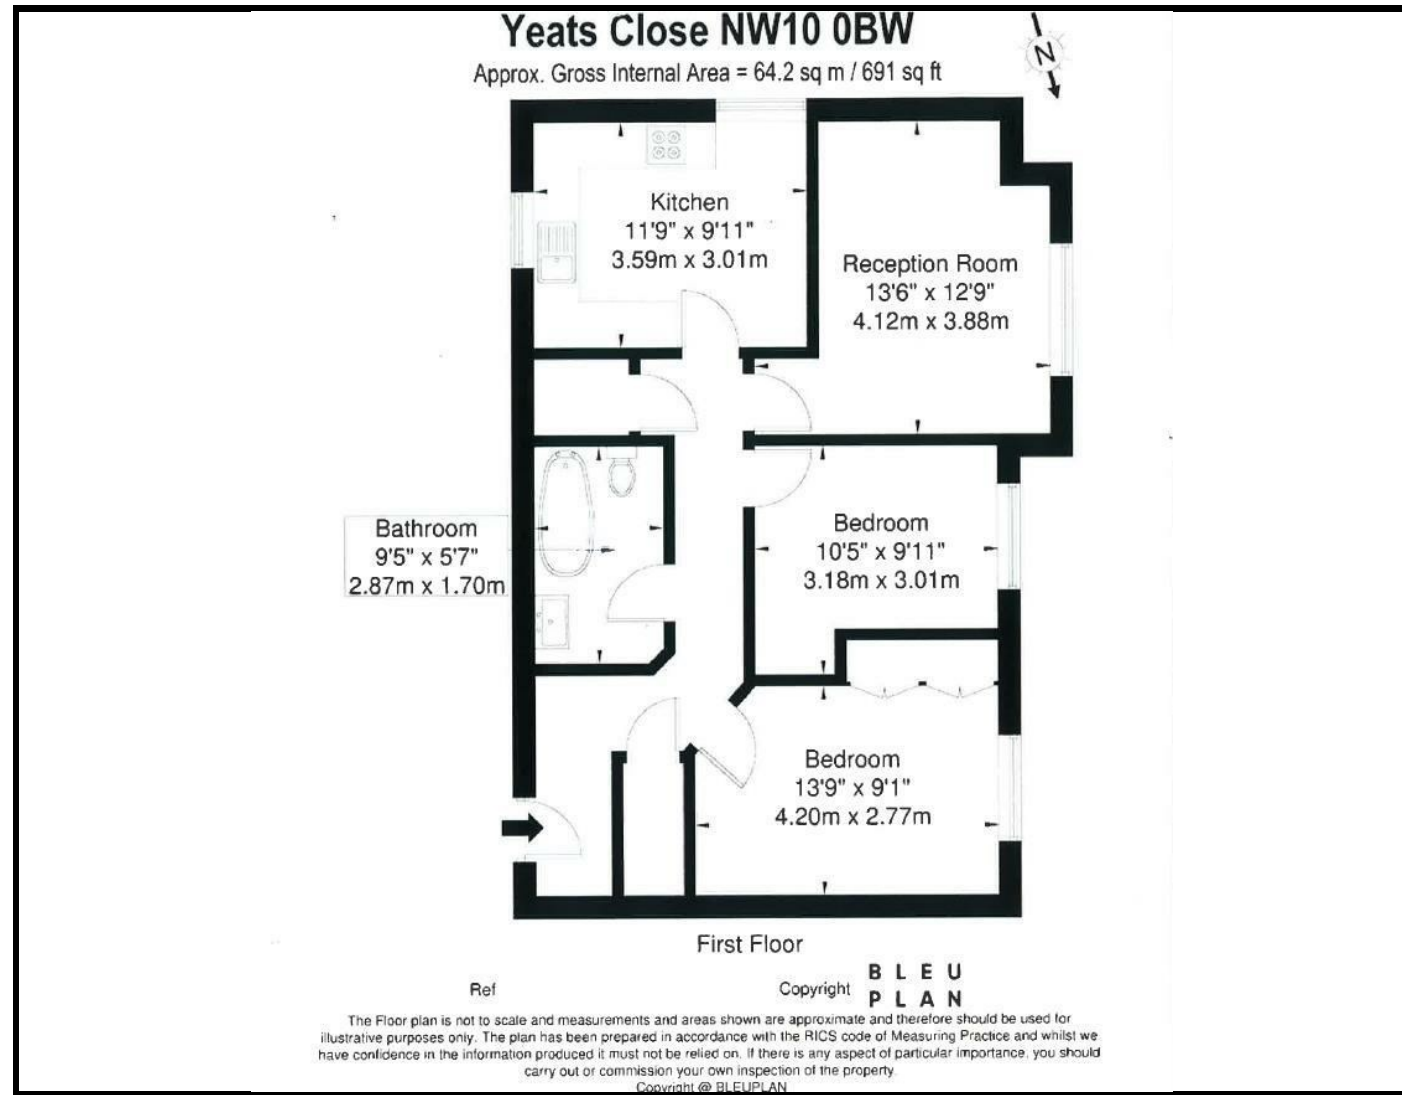 Yeats Close NW10 0BW
Approx. Gross Internal Area = 64.2 sq m / 691 sq ft
N
Kitchen
11'9" x 9'11"
3.59m x 3.01m
Reception Room
13'6" x 12'9"
4.12m x 3.88m
Bathroom
9'5" x 5'7"
2.87m x 1.70m
Bedroom
10'5" x 9'11"
3.18m x 3.01m
Bedroom
13'9" x 9'1"
4.20m x 2.77m
First Floor
Ref
Copyright
BLEU
PLAN
The Floor plan is not to scale and measurements and areas shown are approximate and therefore should be used for
illustrative purposes only. The plan has been prepared in accordance with the RICS code of Measuring Practice and whilst we
have confidence in the information produced it must not be relied on. If there is any aspect of particular importance, you should
carry out or commission your own inspection of the property.
Copyright @ BLEUPLAN